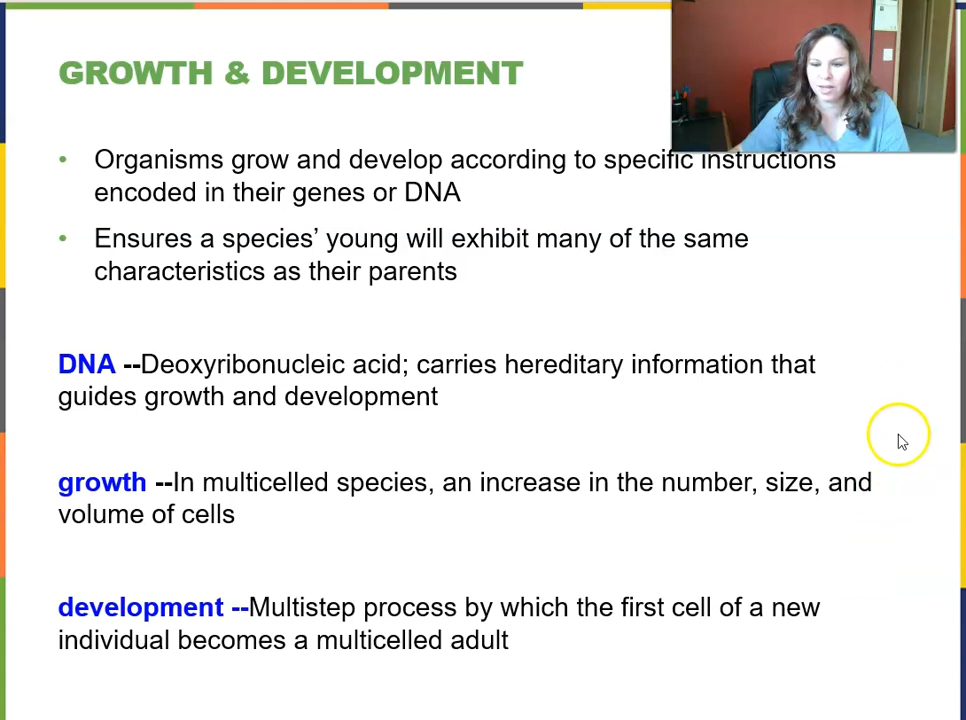 GROWTH & DEVELOPMENT
• Organisms grow and develop according to specific instructions
encoded in their genes or DNA
• Ensures a species’ young will exhibit many of the same
characteristics as their parents
DNA --Deoxyribonucleic acid; carries hereditary information that
guides growth and development
growth --In multicelled species, an increase in the number, size, and
volume of cells
development --Multistep process by which the first cell of a new
individual becomes a multicelled adult